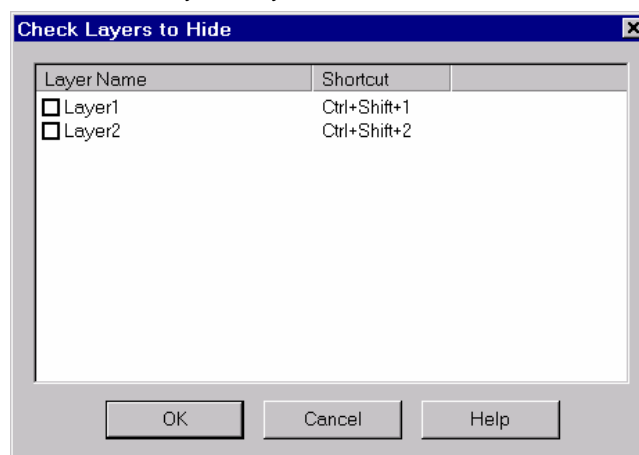 Check Layers to Hide
Layer Name Shortcut
Layer1 Ctrl+Shift+1
Layer2 Ctrl+Shift+2
OK Cancel Help